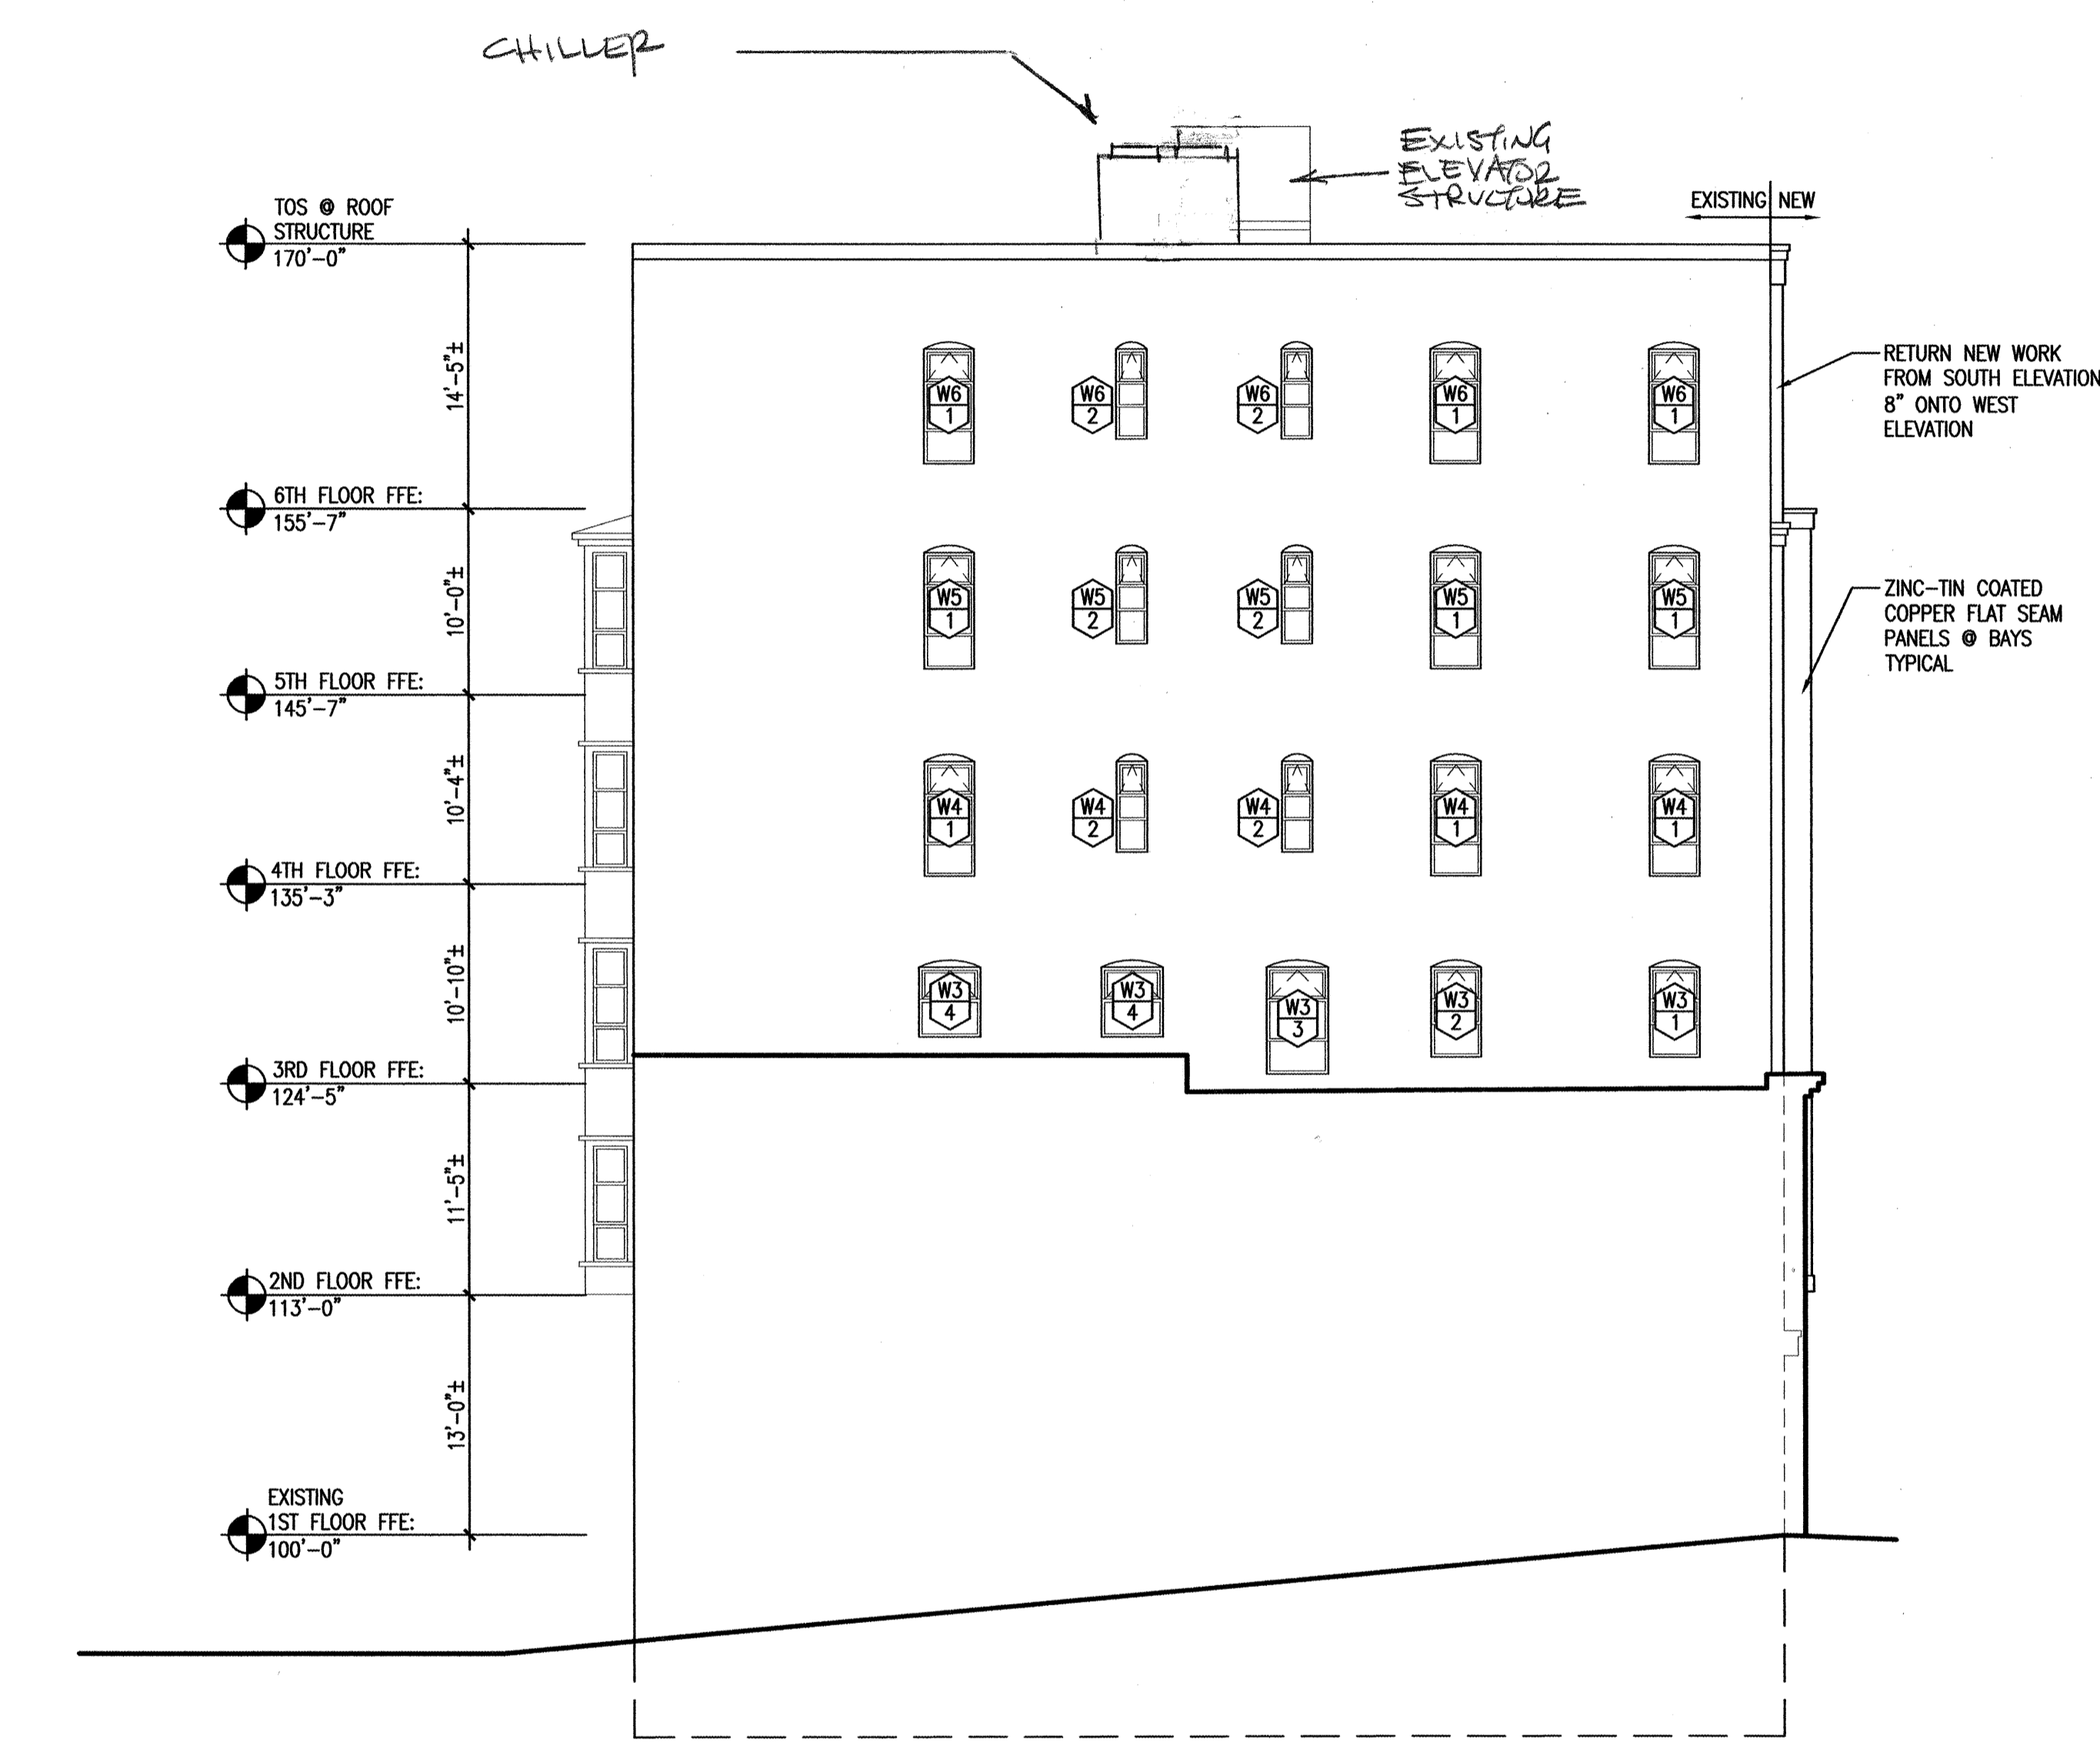 CHILLER
EXISTING
ELEVATOR
STRUCTURE
EXISTING NEW
TOS @ ROOF
STRUCTURE
170'-0"
14'-5"±
RETURN NEW WORK
FROM SOUTH ELEVATION
8" ONTO WEST
ELEVATION
W6 W6 W6 W6 W6
1 2 2 1 1
6TH FLOOR FFE:
155'-7"
10'-0"±
ZINC-TIN COATED
COPPER FLAT SEAM
PANELS @ BAYS
TYPICAL
W5 W5 W5 W5 W5
1 2 2 1 1
5TH FLOOR FFE:
145'-7"
10'-4"±
W4 W4 W4 W4 W4
1 2 2 1 1
4TH FLOOR FFE:
135'-3"
10'-10"±
W3 W3 W3 W3 W3
4 4 3 2 1
3RD FLOOR FFE:
124'-5"
11'-5"±
2ND FLOOR FFE:
113'-0"
13'-0"±
EXISTING
1ST FLOOR FFE:
100'-0"